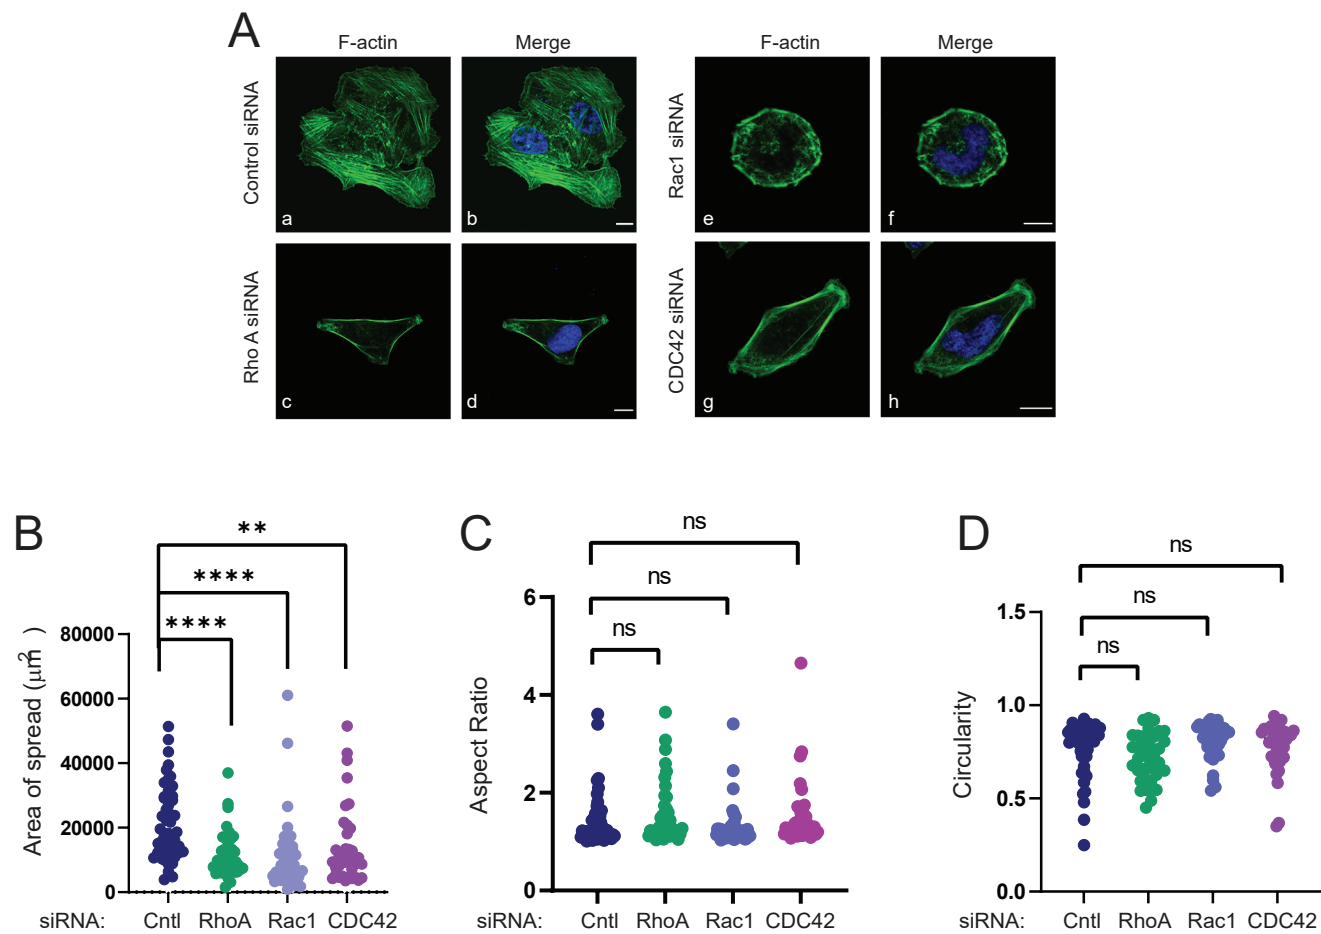 A
F-actin
Merge
F-actin
Merge
Control siRNA
a
b
Rac1 siRNA
e
f
Rho A siRNA
c
d
CDC42 siRNA
g
h
B
**
****
****
Area of spread (μm2)
80000
60000
40000
20000
0
siRNA: Cntl RhoA Rac1 CDC42
C
ns
ns
ns
Aspect Ratio
6
4
2
0
siRNA: Cntl RhoA Rac1 CDC42
D
ns
ns
ns
Circularity
1.5
1.0
0.5
0.0
siRNA: Cntl RhoA Rac1 CDC42